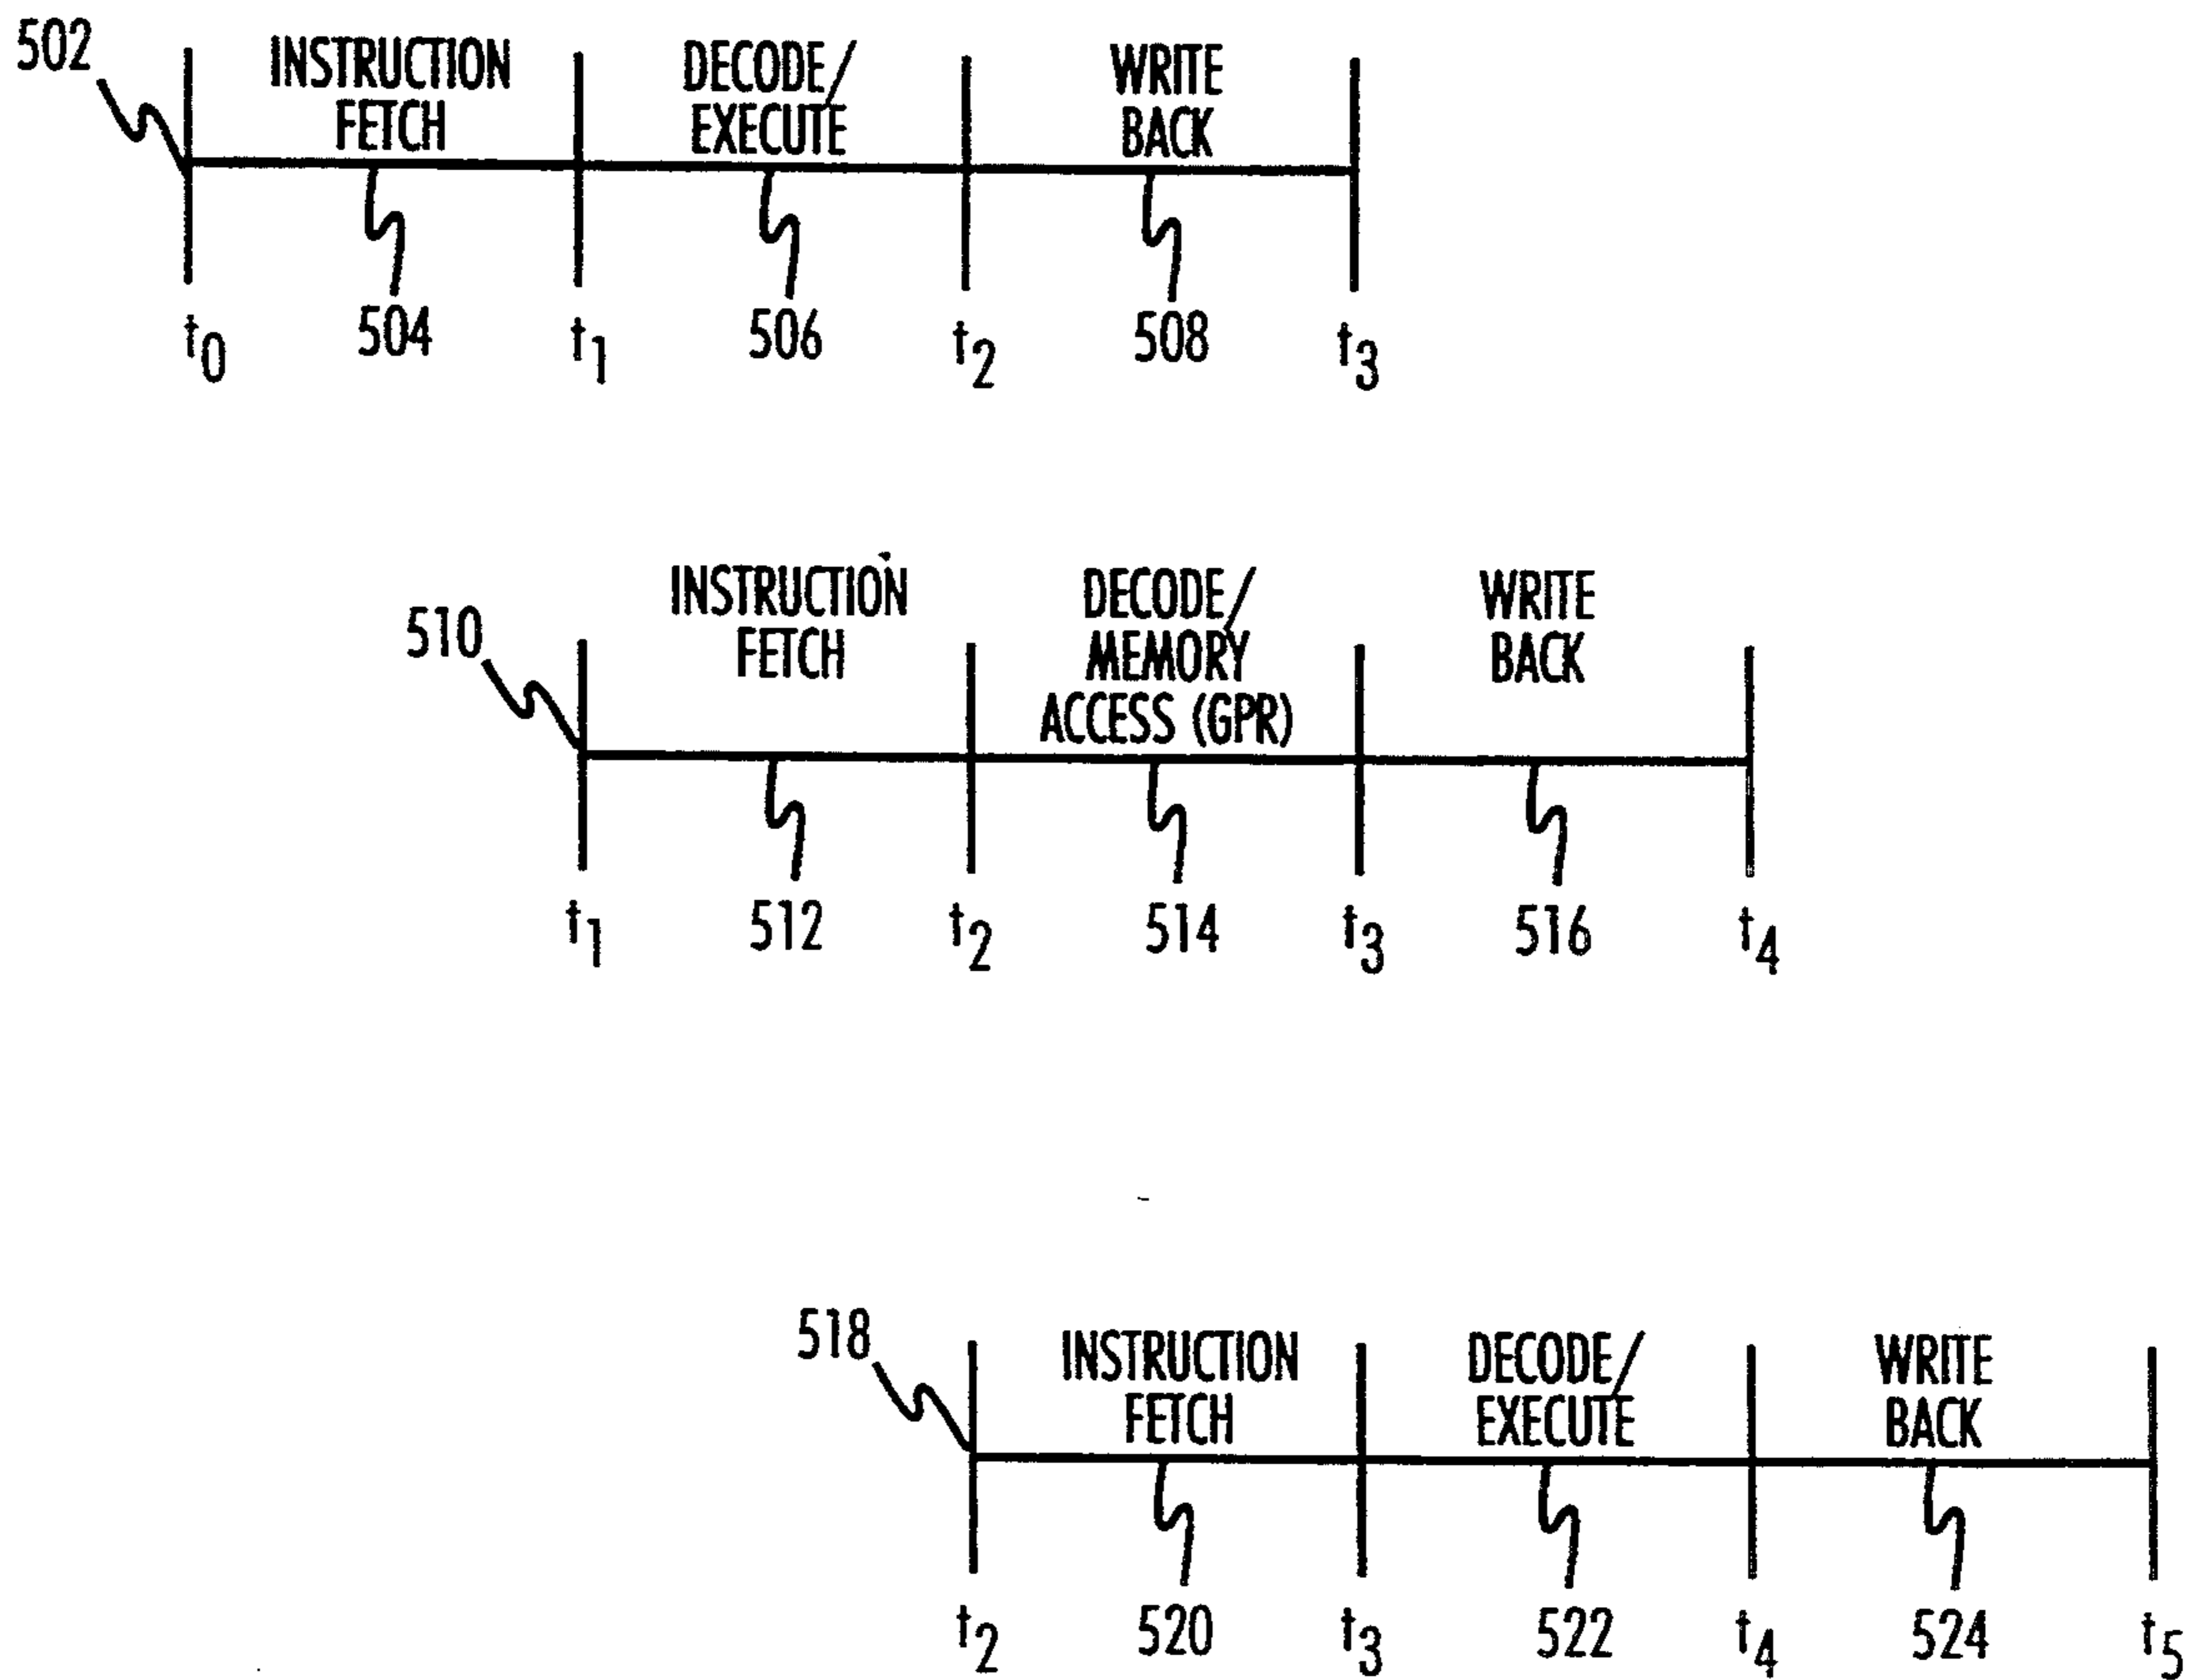 502
INSTRUCTION
FETCH
DECODE/
EXECUTE
WRITE
BACK
504
506
508
t0
t1
t2
t3
510
INSTRUCTION
FETCH
DECODE/
MEMORY
ACCESS (GPR)
WRITE
BACK
512
514
516
t1
t2
t3
t4
518
INSTRUCTION
FETCH
DECODE/
EXECUTE
WRITE
BACK
520
522
524
t2
t3
t4
t5